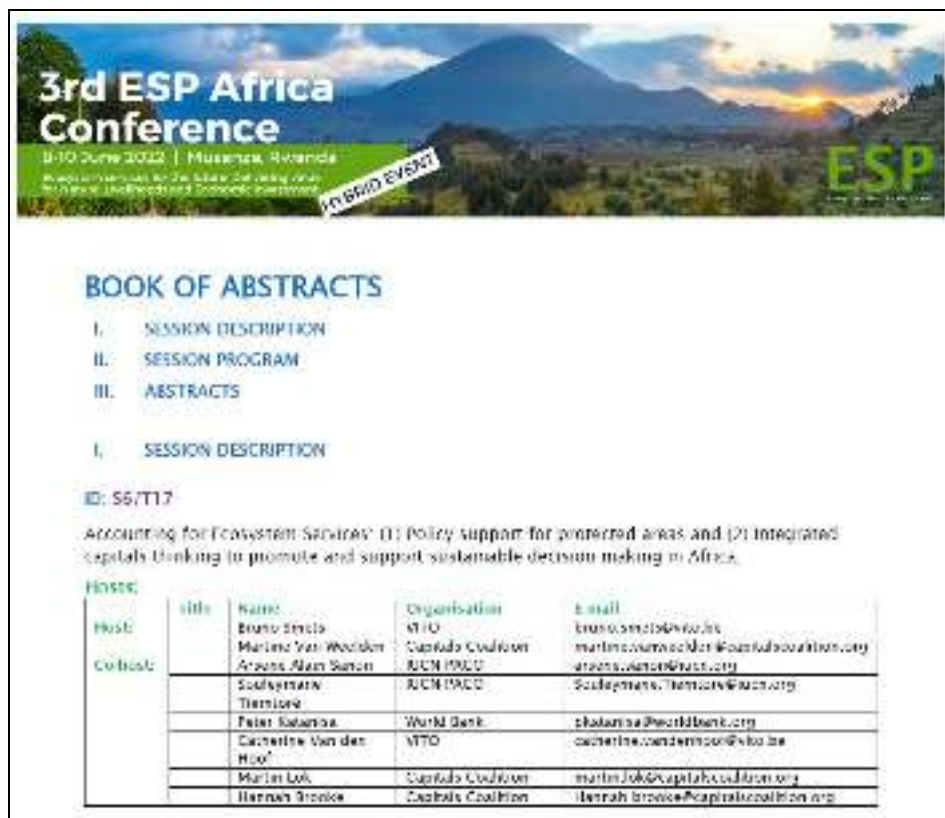 3rd ESP Africa
Conference
8-10 June 2022 | Musanze, Rwanda
HYBRID EVENT
ESP
BOOK OF ABSTRACTS
I. SESSION DESCRIPTION
II. SESSION PROGRAM
III. ABSTRACTS
I. SESSION DESCRIPTION
ID: S6/T17
Accounting for Ecosystem Services: (1) Policy support for protected areas and (2) Integrated
capitals thinking to promote and support sustainable decision making in Africa.
Hosts:
Title Name Organisation E-mail
Host: Bruno Smets VITO bruno.smets@vito.be
Martine Van Weelden Capitals Coalition martine.vanweelden@capitalscoalition.org
Co-host: Arsene Alain Sanon IUCN-PACO arsene.sanon@iucn.org
Souleymane IUCN-PACO Souleymane.Tiemtore@iucn.org
Tiemtore
Peter Katanisa World Bank pkatanisa@worldbank.org
Catherine Van den VITO catherine.vandenhoof@vito.be
Hoof
Martin Lok Capitals Coalition martin.lok@capitalscoalition.org
Hannah Brooke Capitals Coalition Hannah.brooke@capitalscoalition.org